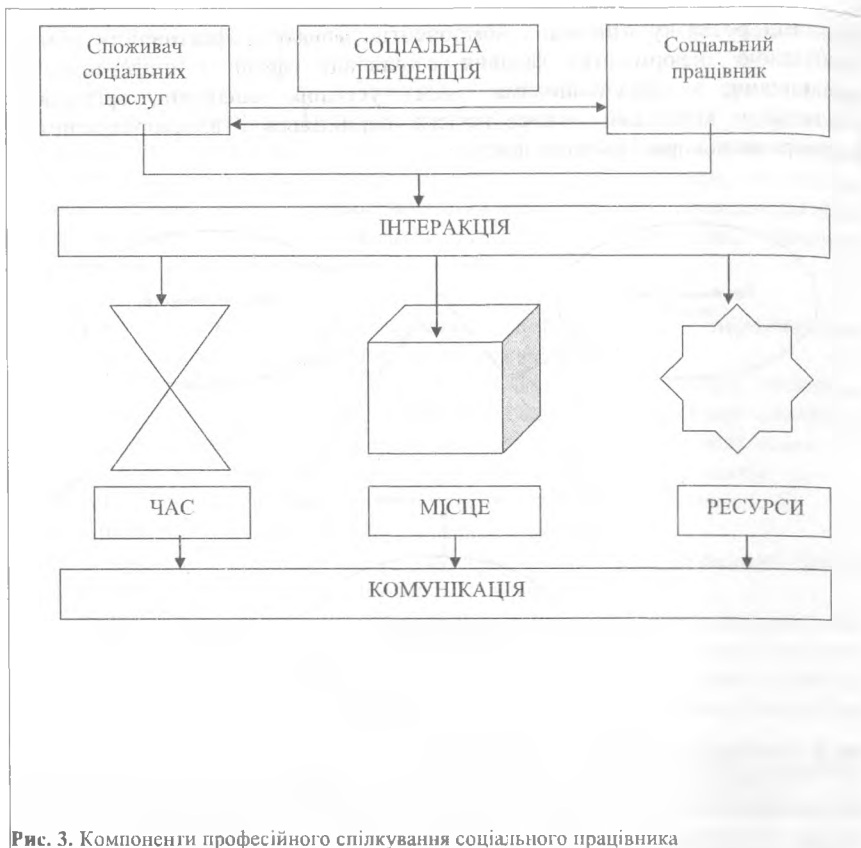 Споживач
соціальних
послуг
СОЦІАЛЬНА
ПЕРЦЕПЦІЯ
Соціальний
працівник
ІНТЕРАКЦІЯ
ЧАС
МІСЦЕ
РЕСУРСИ
КОМУНІКАЦІЯ
Рис. 3. Компоненти професійного спілкування соціального працівника